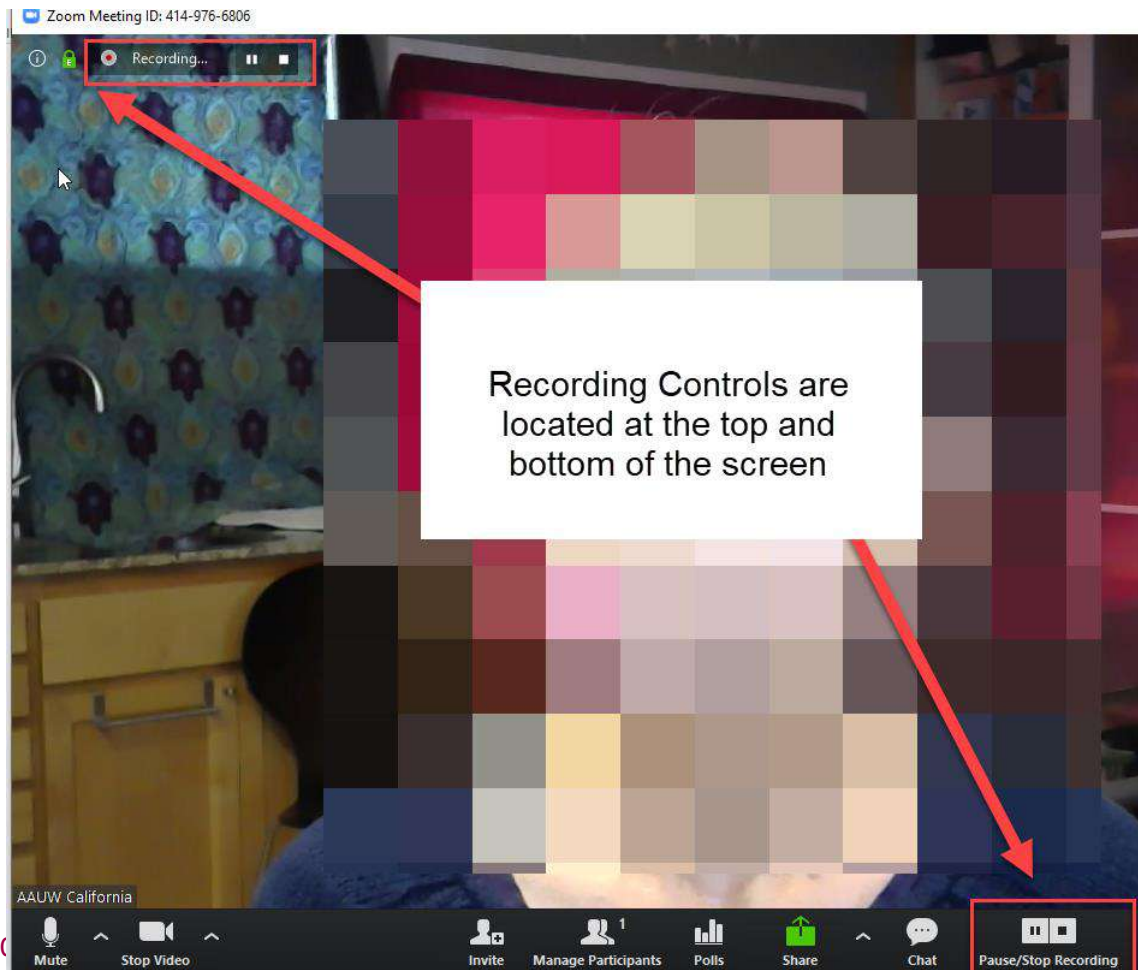 Zoom Meeting ID: 414-976-6806
E
Recording...
Recording Controls are
located at the top and
bottom of the screen
AAUW California
1
Mute
Stop Video
Invite
Manage Participants
Polls
Share
Chat
Pause/Stop Recording